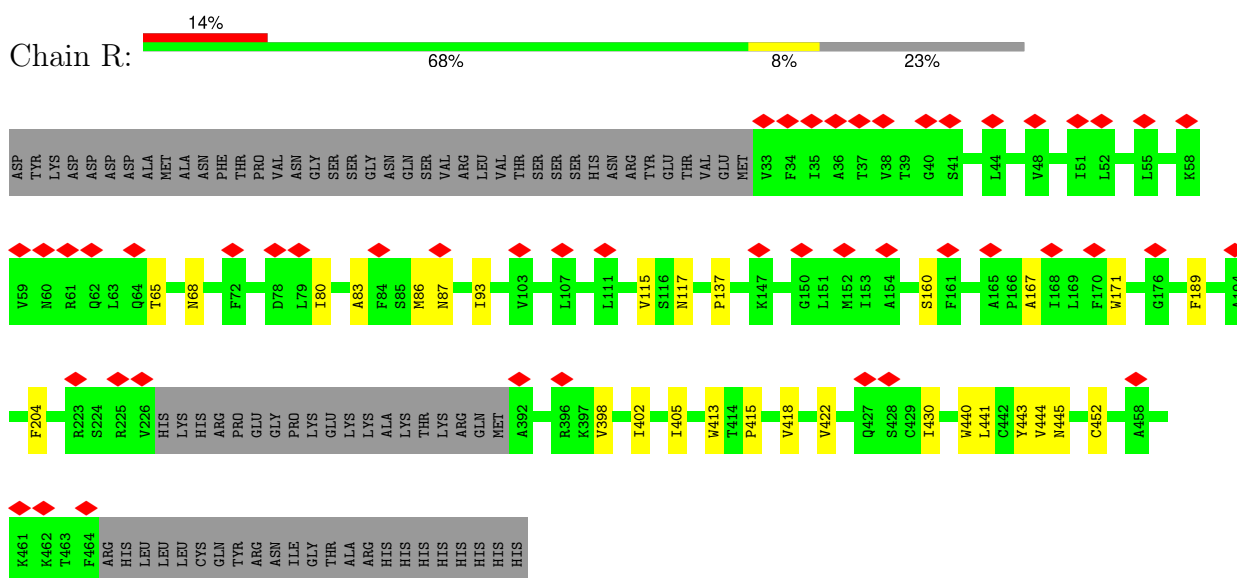 14%
Chain R:
68% 8% 23%
ASP TYR LYS ASP ASP ASP ASP ALA MET ALA ASN PHE THR THR PRO VAL ASN GLY SER SER GLY ASN GLN SER VAL ARG LEU VAL THR SER SER SER SER HIS ASN ARG TYR GLU THR VAL GLU MET V33 F34 I35 A36 T37 V38 T39 G40 S41 L44 V48 I51 L52 L55 K58
V59 N60 R61 Q62 L63 Q64 T65 N68 F72 D78 L79 I80 A83 F84 S85 M86 N87 I93 V103 L107 L111 V115 S116 N117 P137 K147 G150 L151 M152 I153 A154 S160 F161 A165 P166 A167 I168 L169 F170 W171 G176 F189 A194
F204 R223 S224 R225 V226 HIS LYS HIS ARG PRO GLU GLY PRO LYS GLU LYS LYS ALA LYS THR LYS ARG GLN MET A392 R396 K397 V398 I402 I405 W413 T414 P415 V418 V422 Q427 S428 C429 I430 W440 L441 C442 Y443 V444 N445 C452 A458
K461 K462 T463 F464 ARG HIS LEU LEU LEU CYS GLN TYR ARG ASN ILE GLY THR ALA ARG HIS HIS HIS HIS HIS HIS HIS HIS